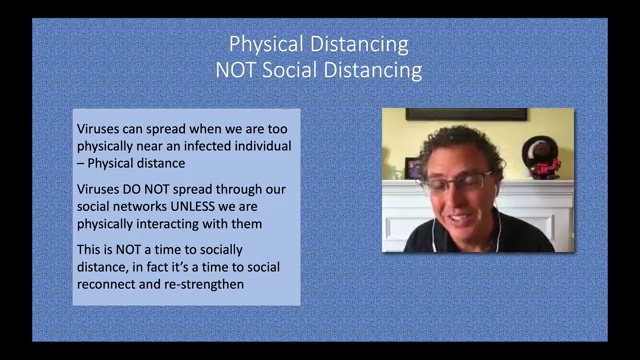 Physical Distancing
NOT Social Distancing
Viruses can spread when we are too
physically near an infected individual
– Physical distance
Viruses DO NOT spread through our
social networks UNLESS we are
physically interacting with them
This is NOT a time to socially
distance, in fact it’s a time to social
reconnect and re-strengthen